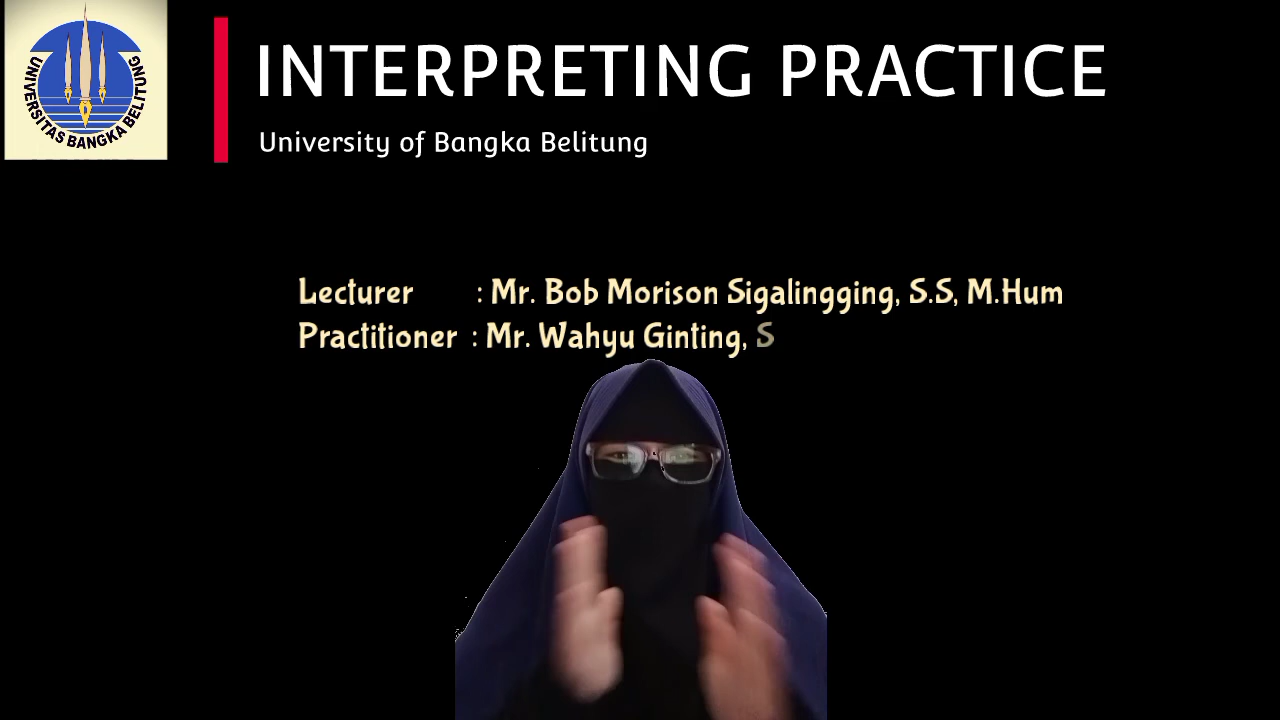 UNIVERSITAS BANGKA BELITUNG
INTERPRETING PRACTICE
University of Bangka Belitung
Lecturer : Mr. Bob Morison Sigalingging, S.S, M.Hum
Practitioner : Mr. Wahyu Ginting, S